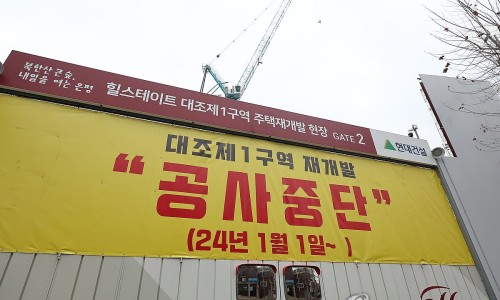 북한산 큰숲,
내일을 여는 은평
힐스테이트 대조제1구역 주택재개발 현장 GATE 2
현대건설
대조제1구역 재개발
“공사중단”
(24년 1월 1일~ )